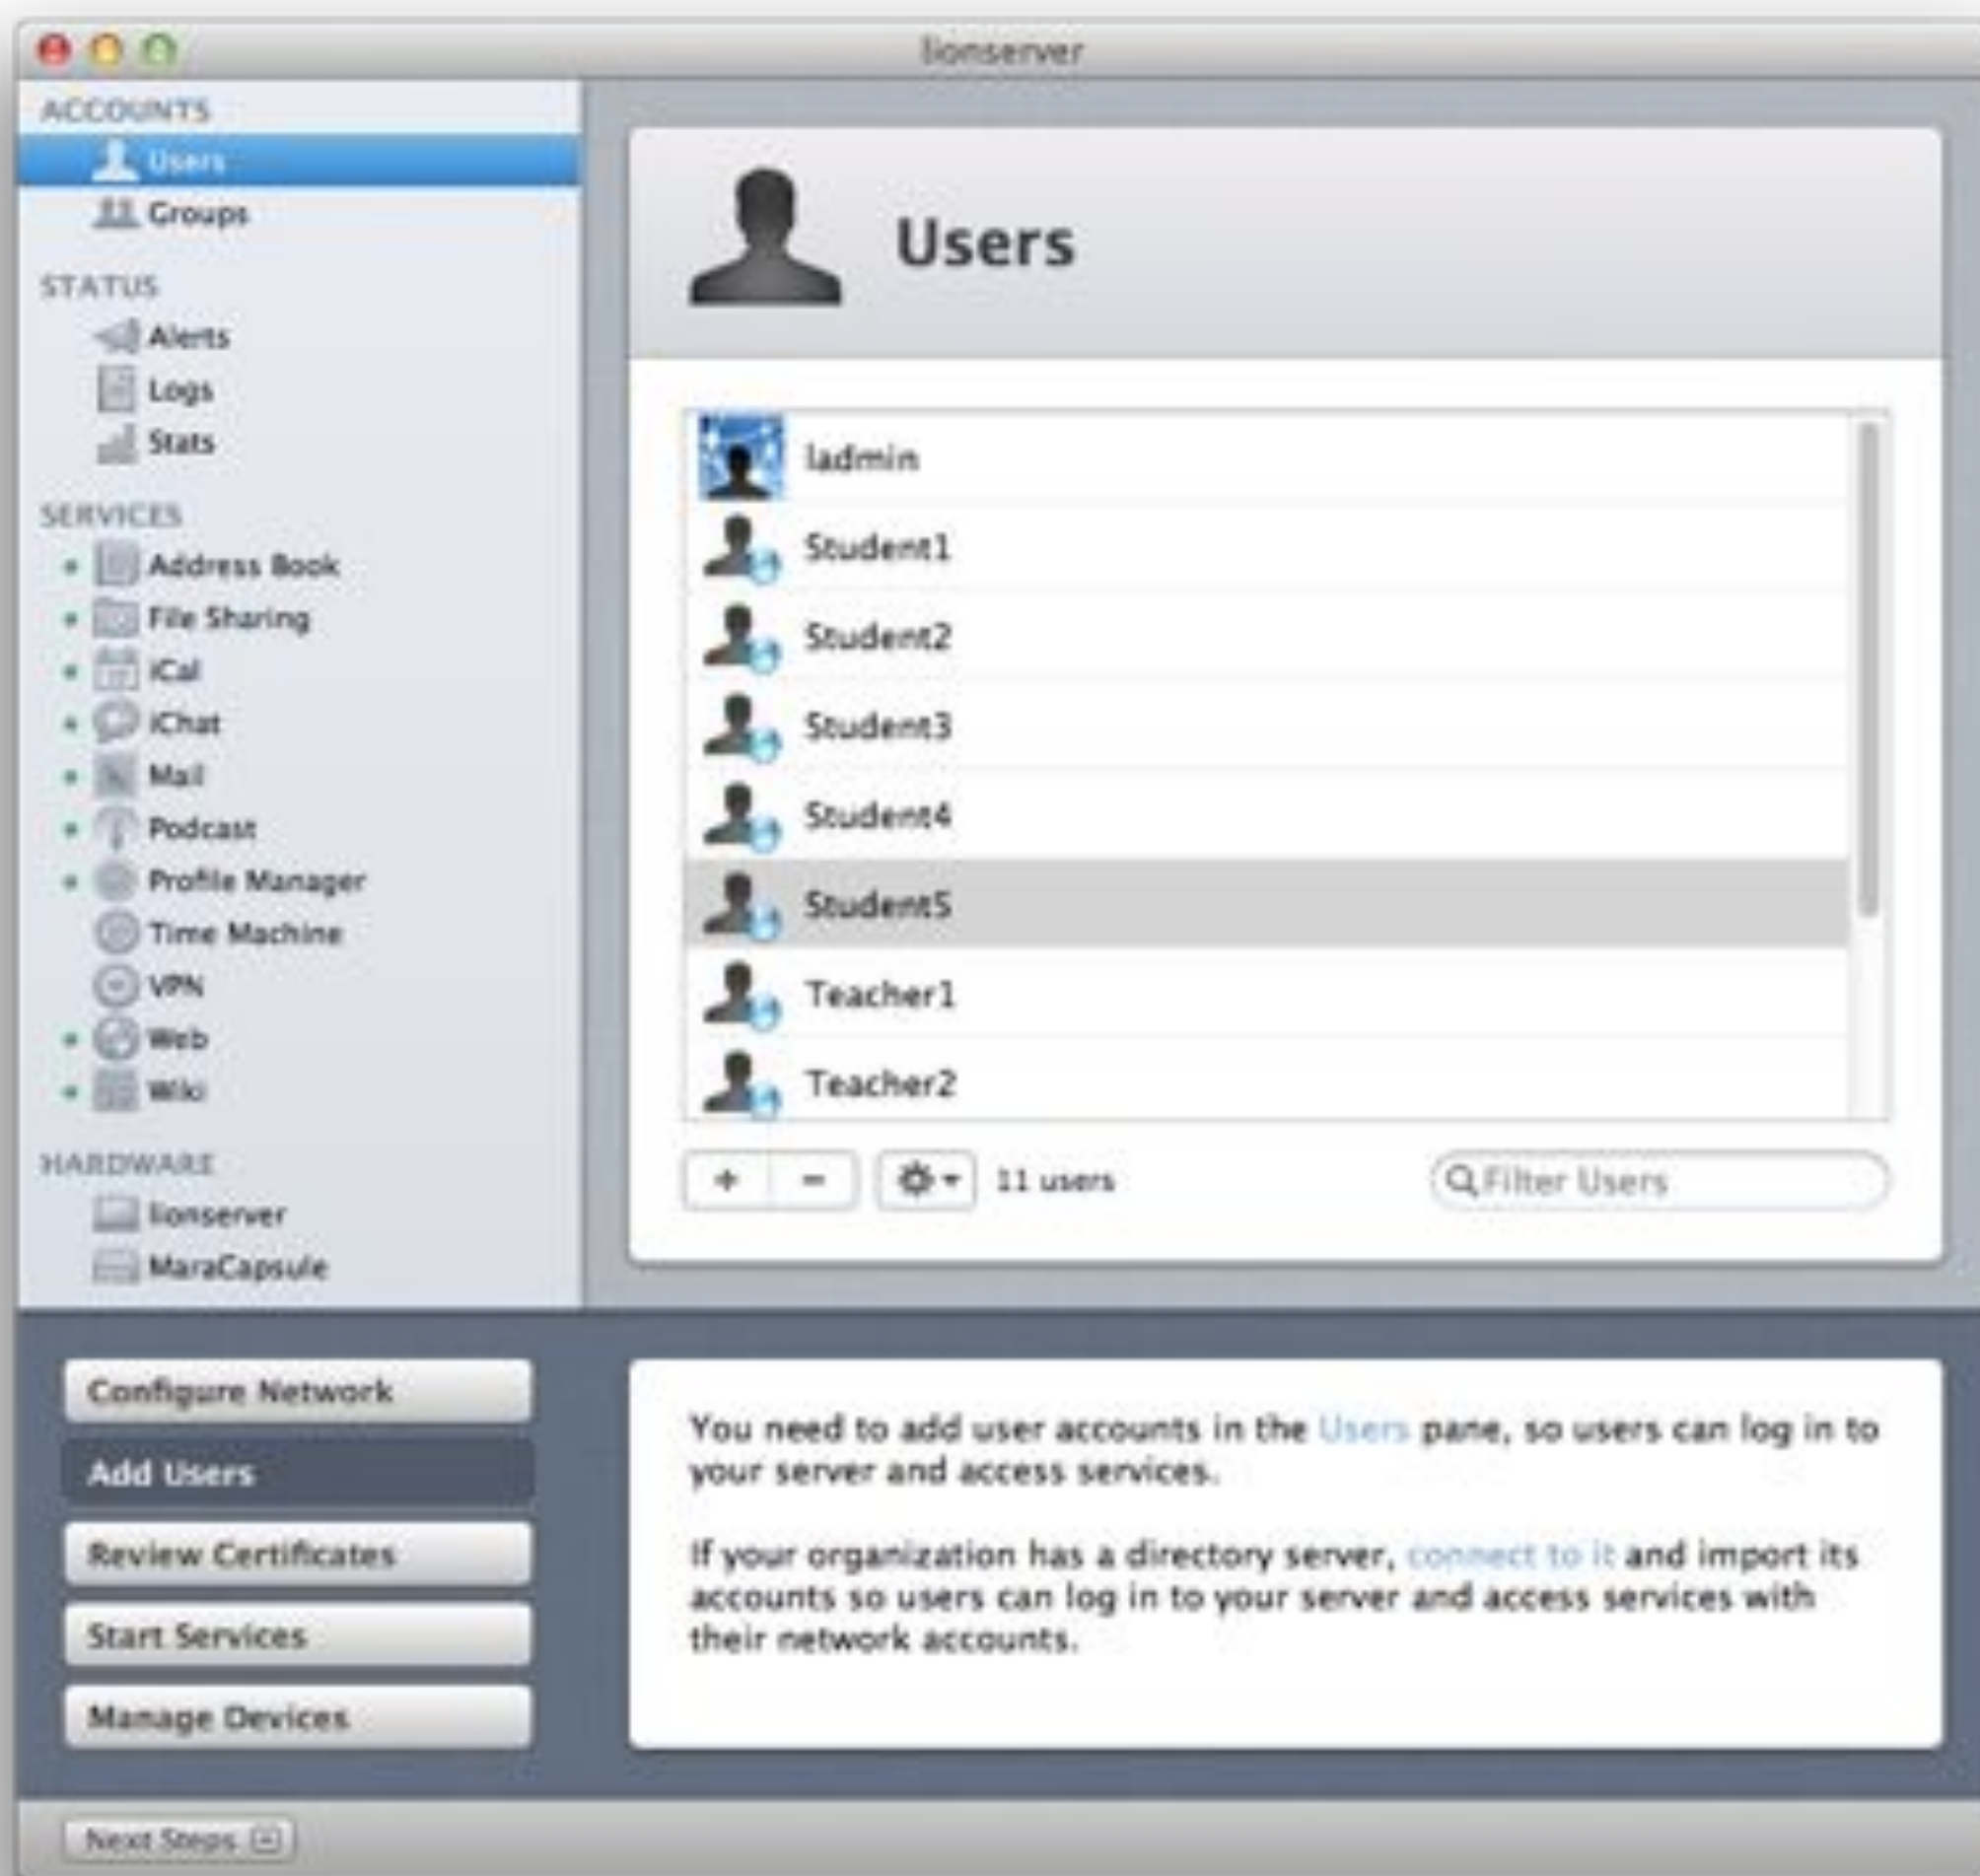 lionserver
ACCOUNTS
Users
Groups
STATUS
Alerts
Logs
Stats
SERVICES
Address Book
File Sharing
iCal
iChat
Mail
Podcast
Profile Manager
Time Machine
VPN
Web
Wiki
HARDWARE
lionserver
MaraCapsule
Users
ladmin
Student1
Student2
Student3
Student4
Student5
Teacher1
Teacher2
11 users
Filter Users
Configure Network
Add Users
Review Certificates
Start Services
Manage Devices
You need to add user accounts in the Users pane, so users can log in to
your server and access services.
If your organization has a directory server, connect to it and import its
accounts so users can log in to your server and access services with
their network accounts.
Next Steps